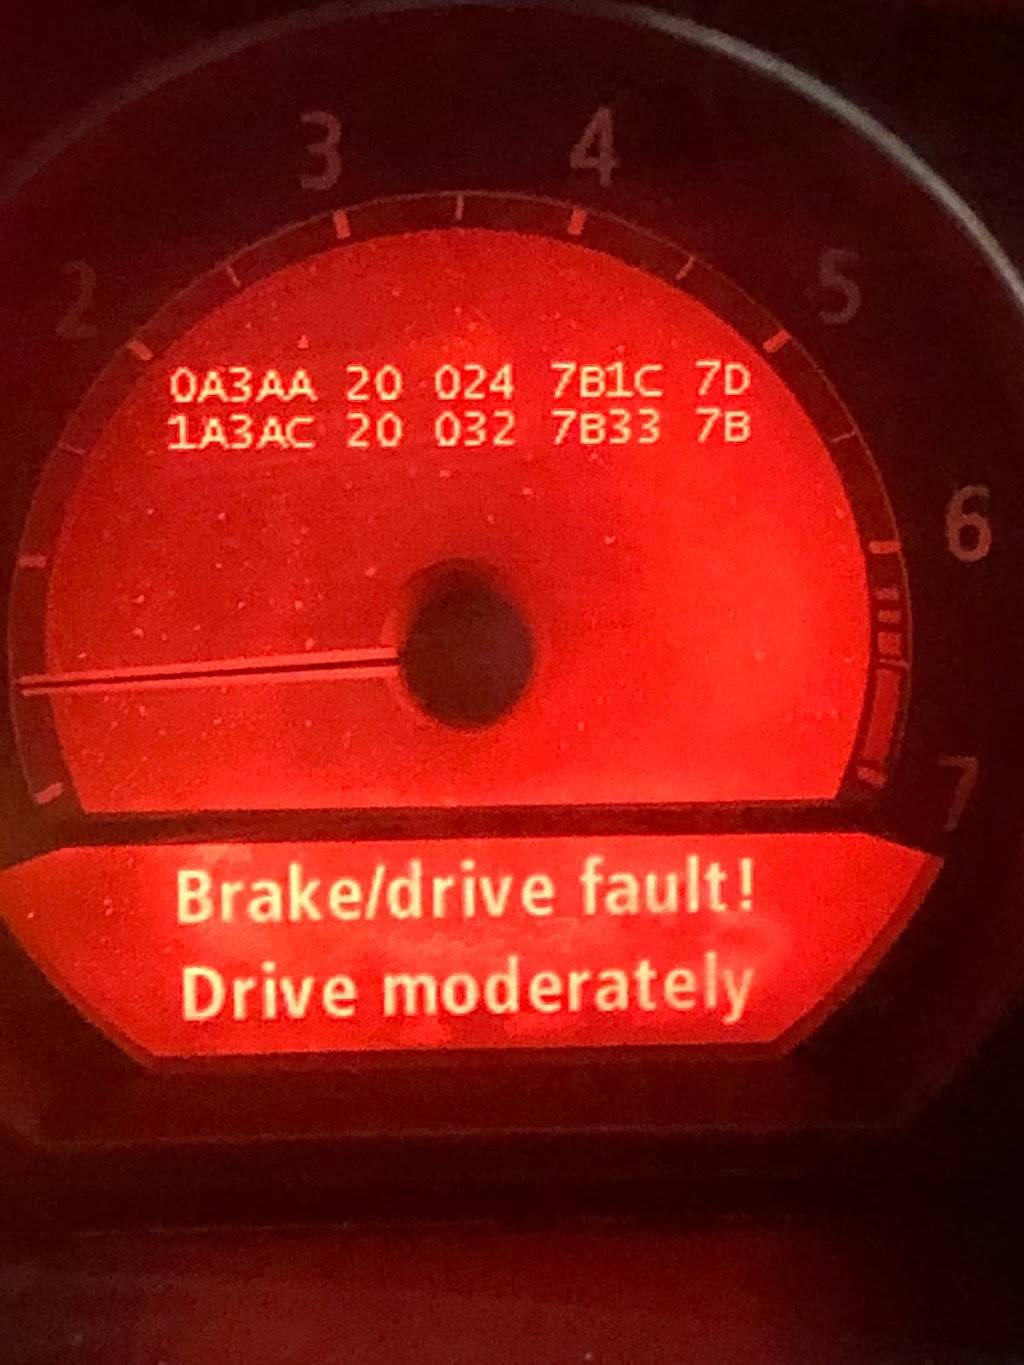 3 4
2 5
0A3AA 20 024 7B1C 7D
1A3AC 20 032 7B33 7B
6
7
Brake/drive fault!
Drive moderately